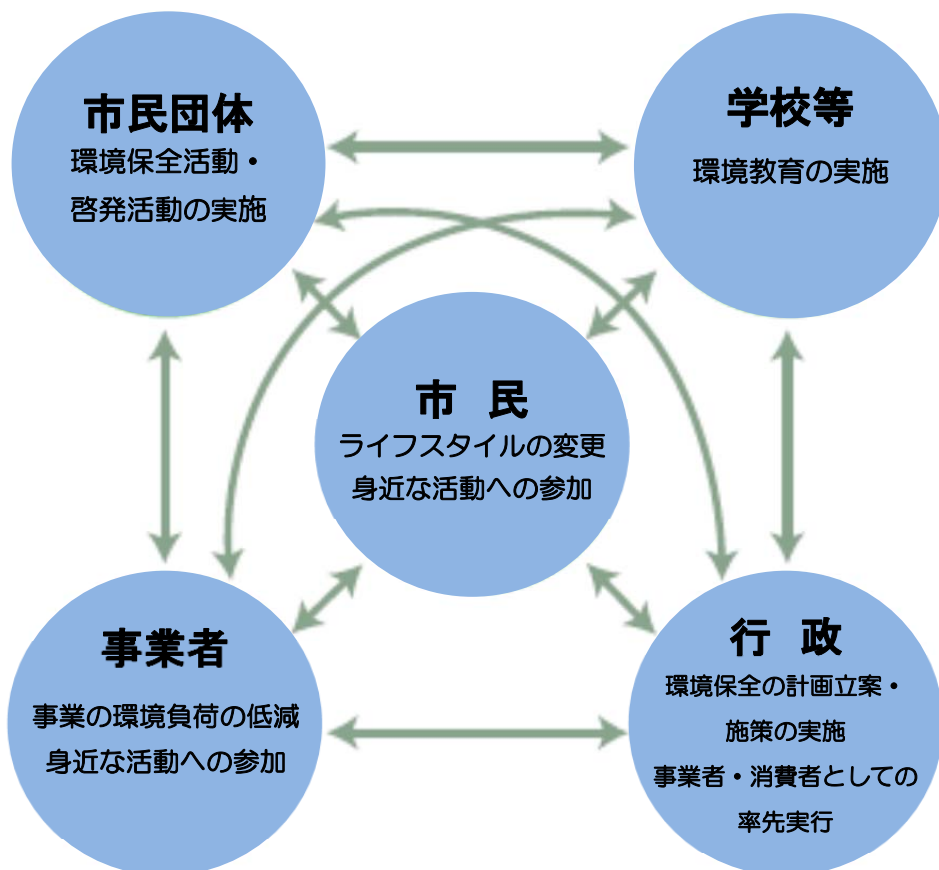 市民団体
環境保全活動・
啓発活動の実施
学校等
環境教育の実施
市 民
ライフスタイルの変更
身近な活動への参加
事業者
事業の環境負荷の低減
身近な活動への参加
行 政
環境保全の計画立案・
施策の実施
事業者・消費者としての
率先実行